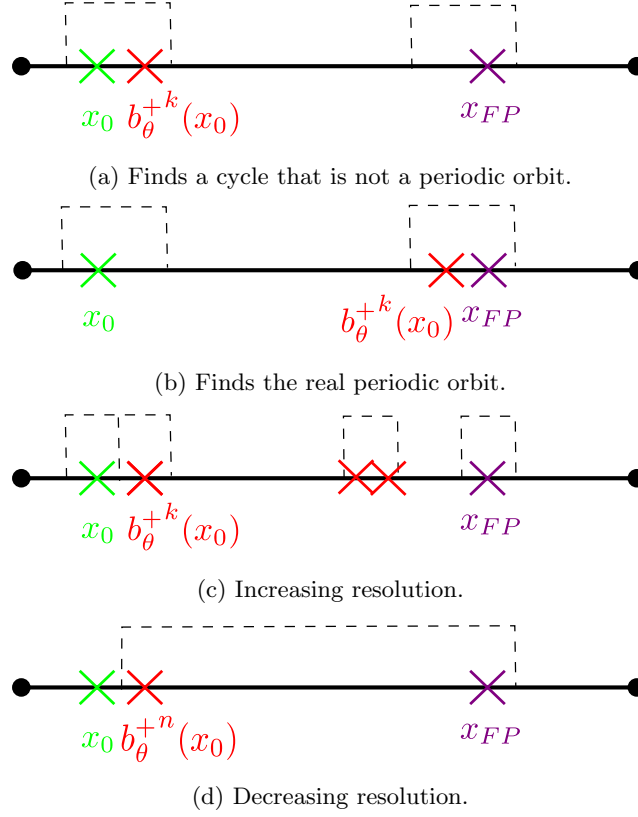 x_0 b_θ^{+k}(x_0) x_{FP}
(a) Finds a cycle that is not a periodic orbit.
x_0 b_θ^{+k}(x_0) x_{FP}
(b) Finds the real periodic orbit.
x_0 b_θ^{+k}(x_0) x_{FP}
(c) Increasing resolution.
x_0 b_θ^{+n}(x_0) x_{FP}
(d) Decreasing resolution.